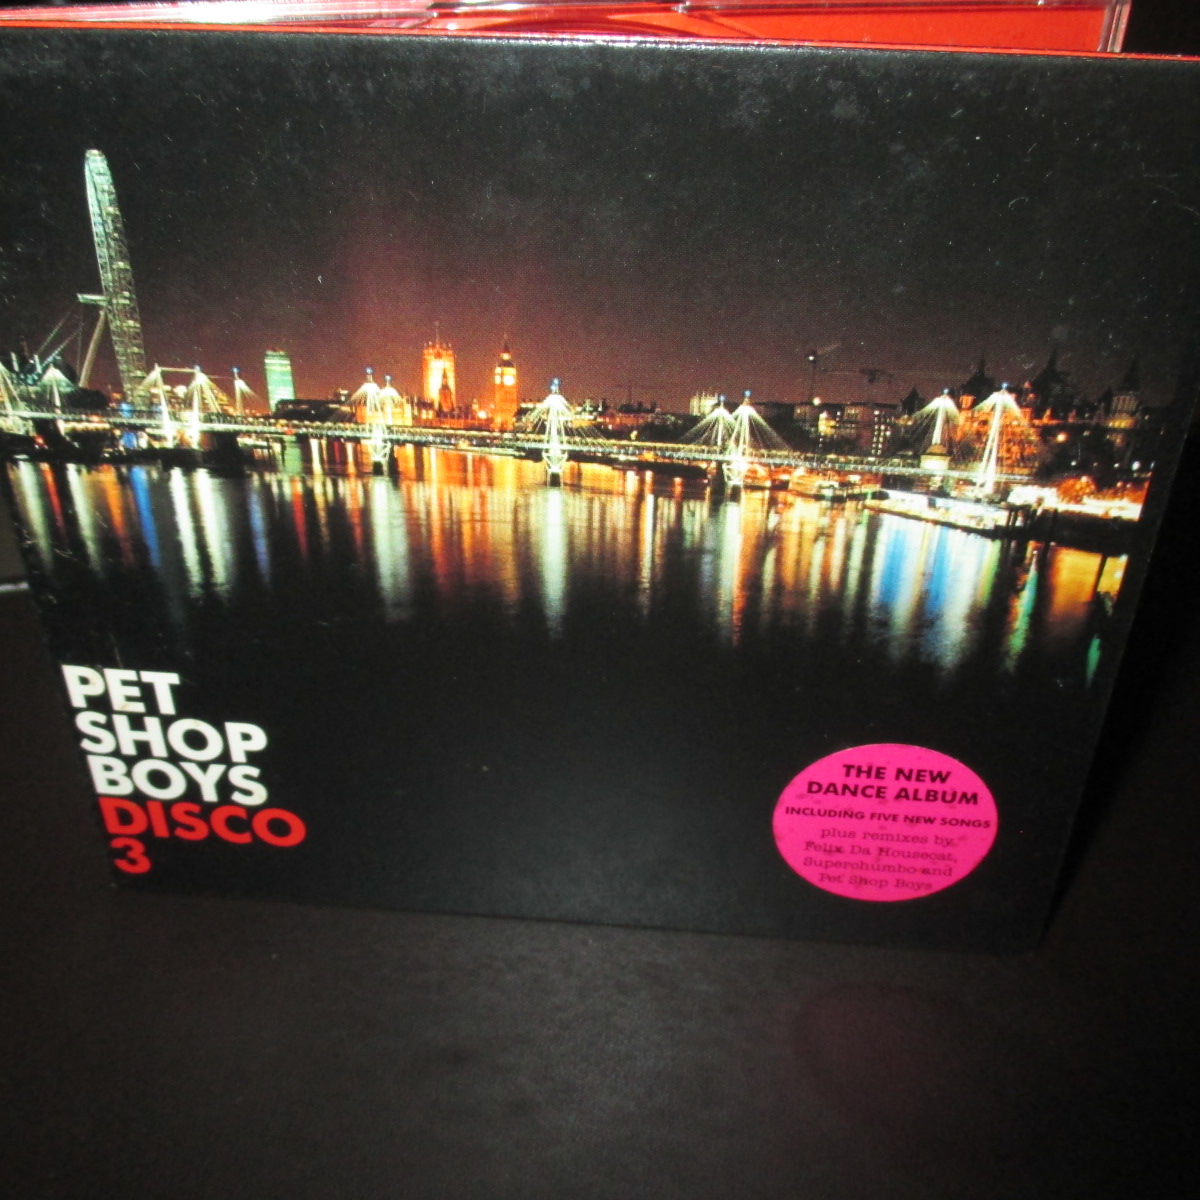 PET
SHOP
BOYS
DISCO
3
THE NEW
DANCE ALBUM
INCLUDING FIVE NEW SONGS
plus remixes by
Felix Da Housecat,
Superchumbo and
Pet Shop Boys